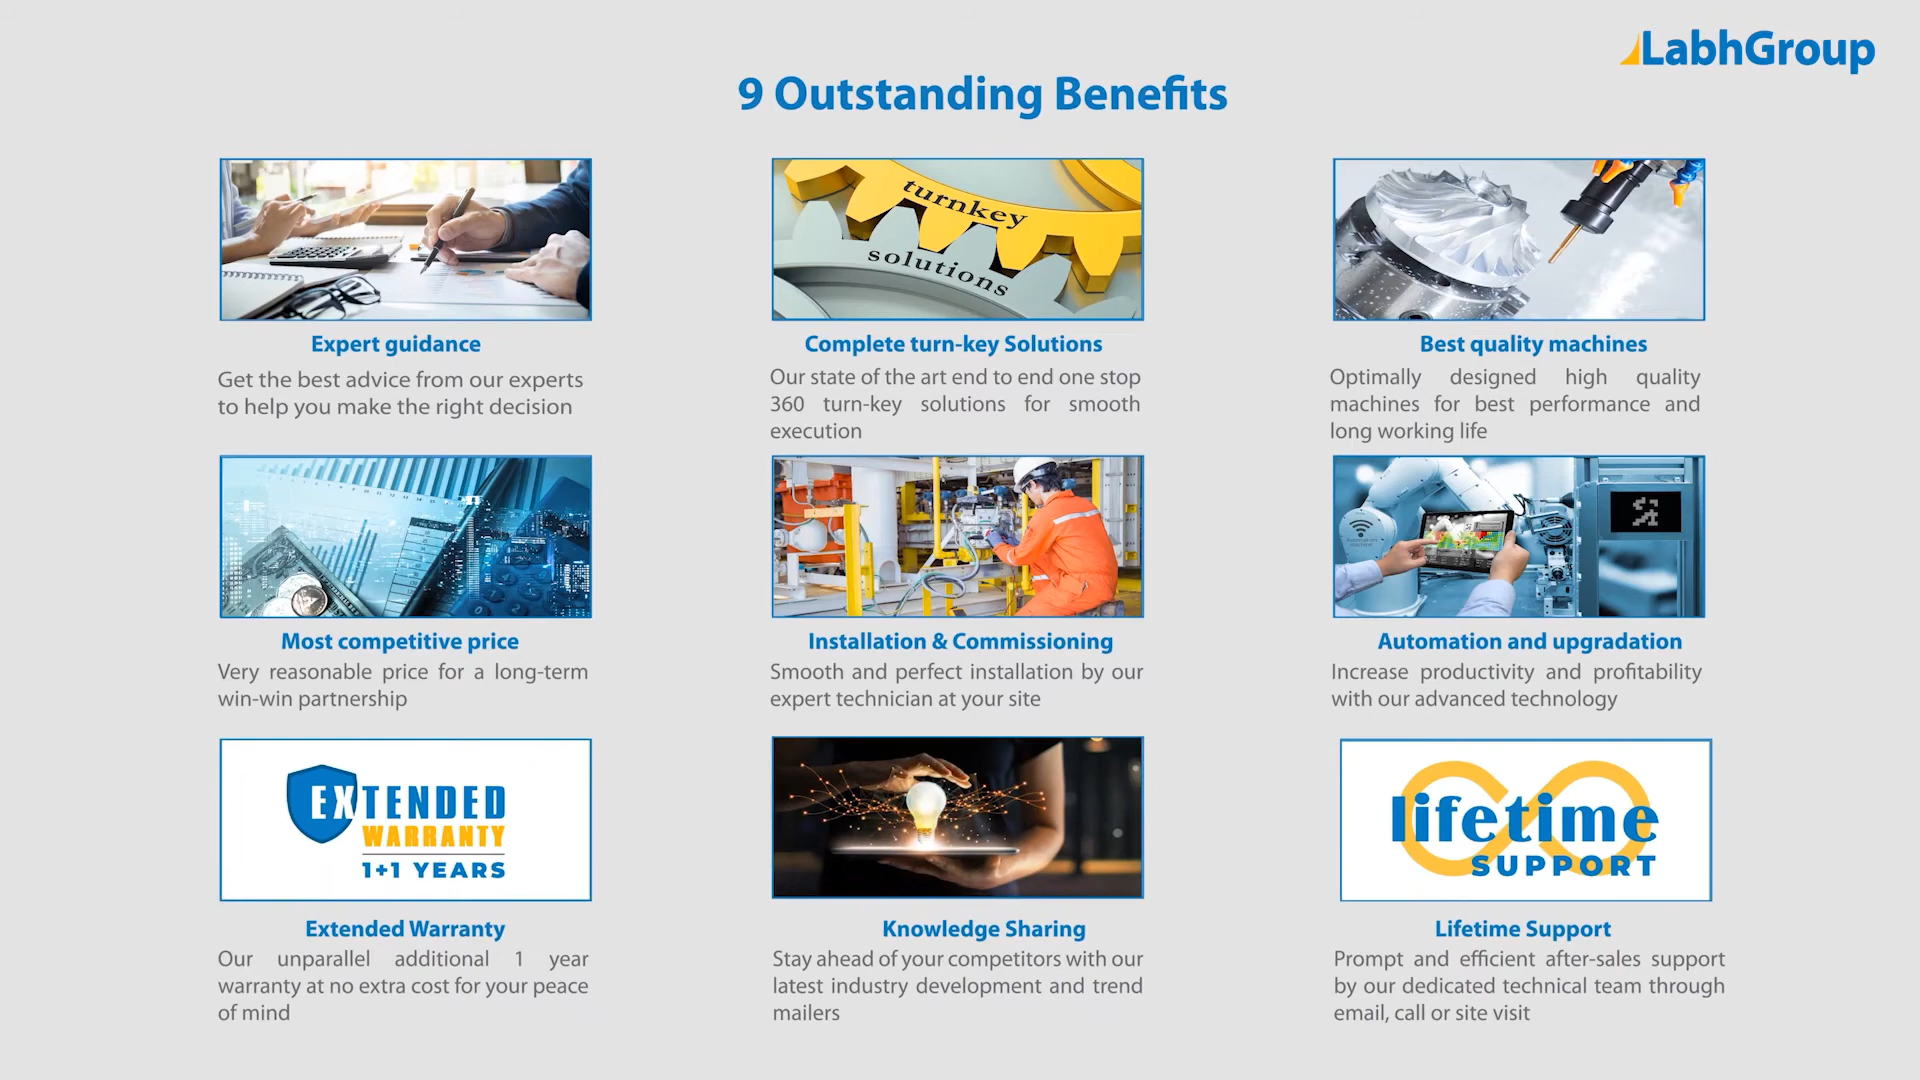 LabhGroup
9 Outstanding Benefits
turnkey
solutions
Expert guidance
Get the best advice from our experts
to help you make the right decision
Complete turn-key Solutions
Our state of the art end to end one stop
360 turn-key solutions for smooth
execution
Best quality machines
Optimally designed high quality
machines for best performance and
long working life
Most competitive price
Very reasonable price for a long-term
win-win partnership
Installation & Commissioning
Smooth and perfect installation by our
expert technician at your site
Automation and upgradation
Increase productivity and profitability
with our advanced technology
EXTENDED
WARRANTY
1+1 YEARS
Extended Warranty
Our unparallel additional 1 year
warranty at no extra cost for your peace
of mind
Knowledge Sharing
Stay ahead of your competitors with our
latest industry development and trend
mailers
lifetime
SUPPORT
Lifetime Support
Prompt and efficient after-sales support
by our dedicated technical team through
email, call or site visit